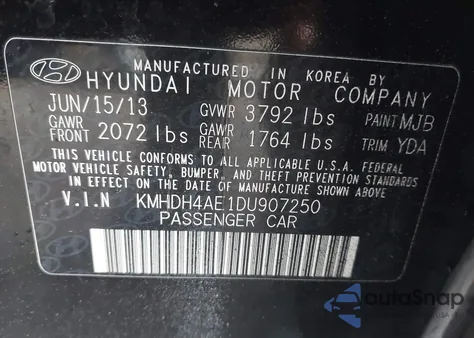 MANUFACTURED IN KOREA BY
HYUNDAI MOTOR COMPANY
JUN/15/13 GVWR 3792 lbs PAINT MJB
GAWR FRONT 2072 lbs GAWR REAR 1764 lbs TRIM YDA
THIS VEHICLE CONFORMS TO ALL APPLICABLE U.S.A. FEDERAL
MOTOR VEHICLE SAFETY, BUMPER, AND THEFT PREVENTION STANDARDS
IN EFFECT ON THE DATE OF MANUFACTURE SHOWN ABOVE.
V.I.N KMHDH4AE1DU907250
PASSENGER CAR
autoSnap